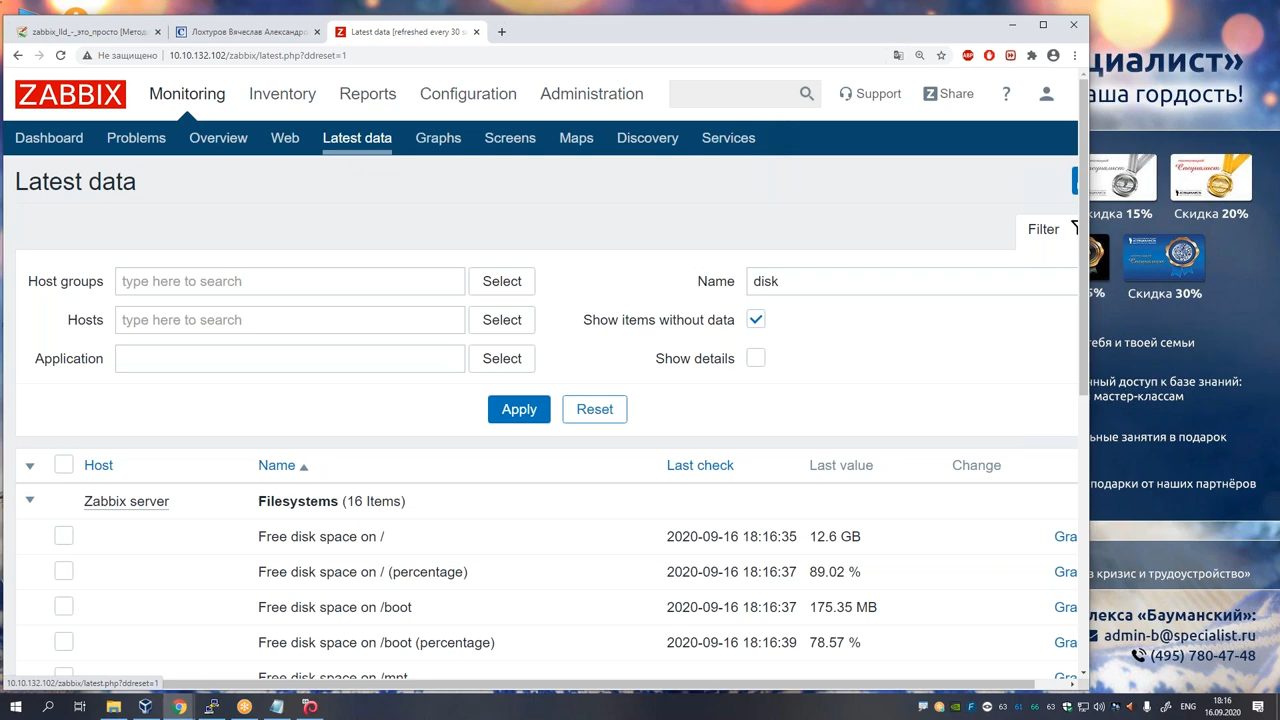 zabbix_lld_-_это_просто [Метод
Лохтуров Вячеслав Александро
Latest data [refreshed every 30 s
Не защищено
10.10.132.102/zabbix/latest.php?ddreset=1
ZABBIX
Monitoring
Inventory
Reports
Configuration
Administration
Support
Share
?
Dashboard
Problems
Overview
Web
Latest data
Graphs
Screens
Maps
Discovery
Services
Latest data
Filter
Host groups
type here to search
Select
Name
disk
Hosts
type here to search
Select
Show items without data
Application
Select
Show details
Apply
Reset
Host
Name
Last check
Last value
Change
Zabbix server
Filesystems (16 Items)
Free disk space on /
2020-09-16 18:16:35
12.6 GB
Gra
Free disk space on / (percentage)
2020-09-16 18:16:37
89.02 %
Gra
Free disk space on /boot
2020-09-16 18:16:37
175.35 MB
Gra
Free disk space on /boot (percentage)
2020-09-16 18:16:39
78.57 %
Gra
Free disk space on /mnt
Gra
10.10.132.102/zabbix/latest.php?ddreset=1
циалист»
аша гордость!
кидка 15%
Скидка 20%
5%
Скидка 30%
тебя и твоей семьи
нный доступ к базе знаний:
мастер-классам
льные занятия в подарок
подарки от наших партнёров
в кризис и трудоустройство»
лекса «Бауманский»:
admin-b@specialist.ru
(495) 780-47-48
63
61
66
63
ENG
18:16
16.09.2020